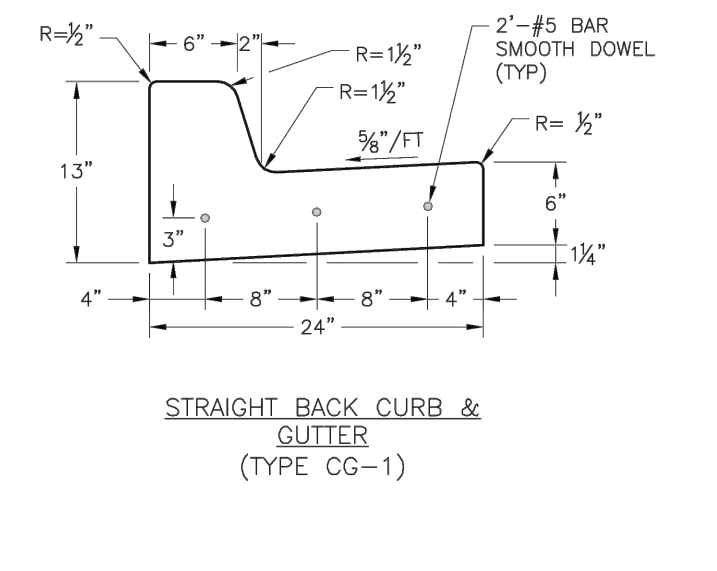 R=½"
6"
2"
R=1½"
R=1½"
2'-#5 BAR
SMOOTH DOWEL
(TYP)
⅝"/FT
R= ½"
13"
3"
6"
1¼"
4"
8"
8"
4"
24"
STRAIGHT BACK CURB &
GUTTER
(TYPE CG-1)